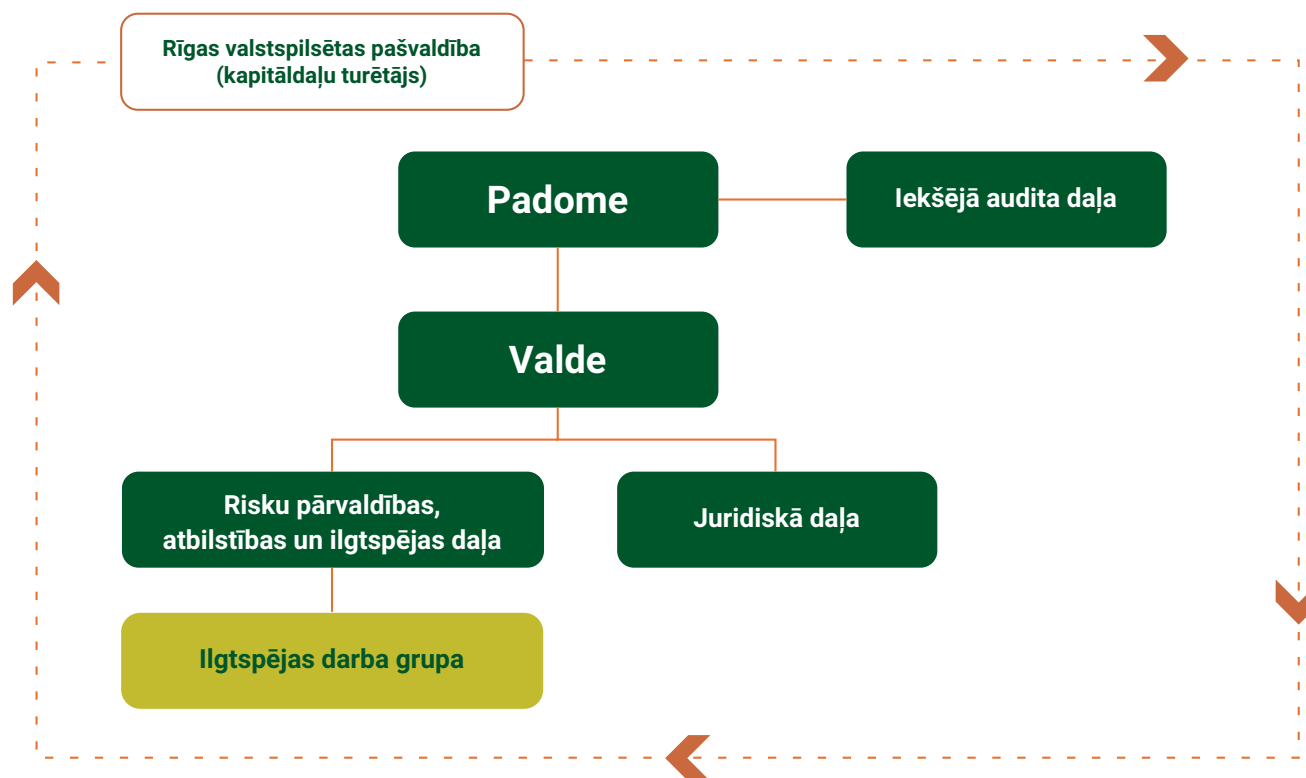 Rīgas valstspilsētas pašvaldība
(kapitāldaļu turētājs)
Padome
Iekšējā audita daļa
Valde
Risku pārvaldības,
atbilstības un ilgtspējas daļa
Juridiskā daļa
Ilgtspējas darba grupa